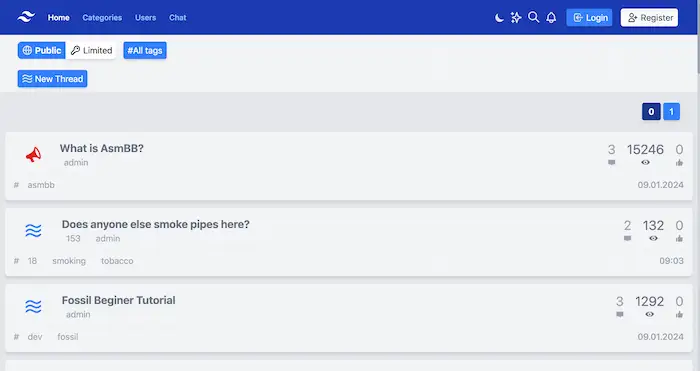 Home Categories Users Chat Login Register
Public Limited #All tags
New Thread
0 1
What is AsmBB? 3 15246 0
admin
# asmbb 09.01.2024
Does anyone else smoke pipes here? 2 132 0
153 admin
# 18 smoking tobacco 09:03
Fossil Beginer Tutorial 3 1292 0
admin
# dev fossil 09.01.2024